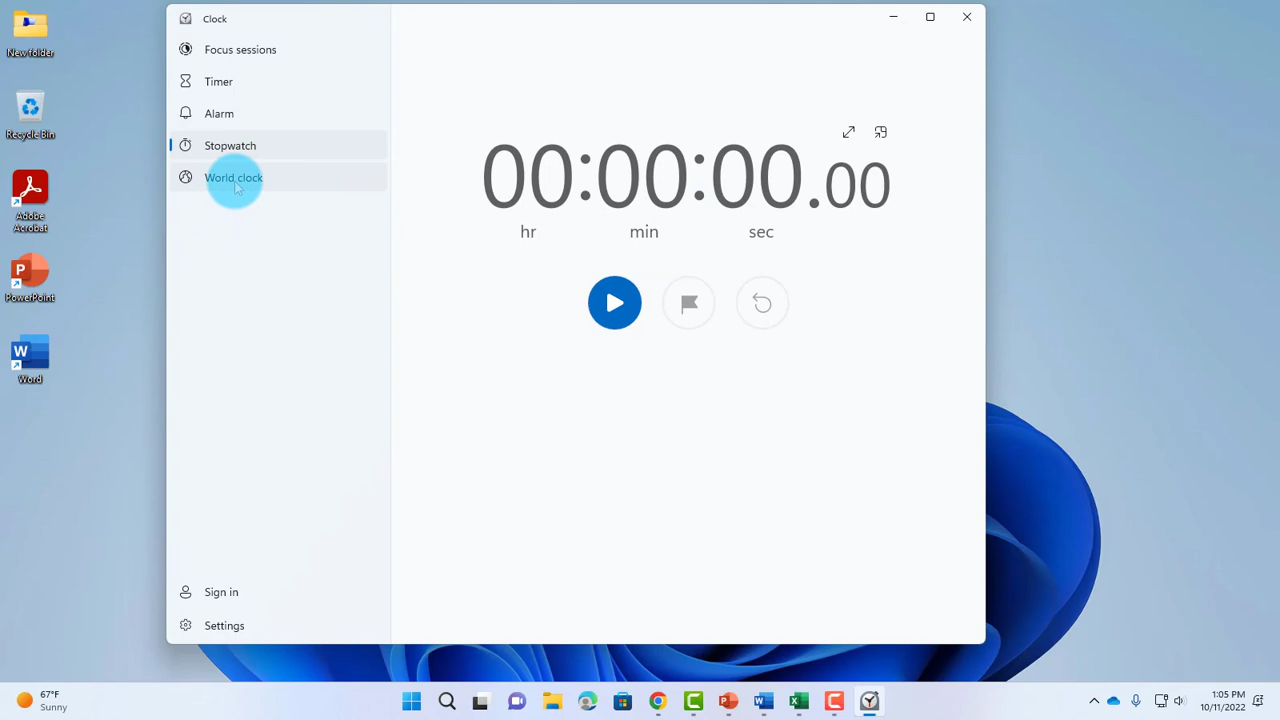 New folder
Recycle Bin
Adobe
Acrobat
PowerPoint
Word
Clock
Focus sessions
Timer
Alarm
Stopwatch
World clock
Sign in
Settings
00:00:00.00
hr min sec
67°F
Sunny
1:05 PM
10/11/2022